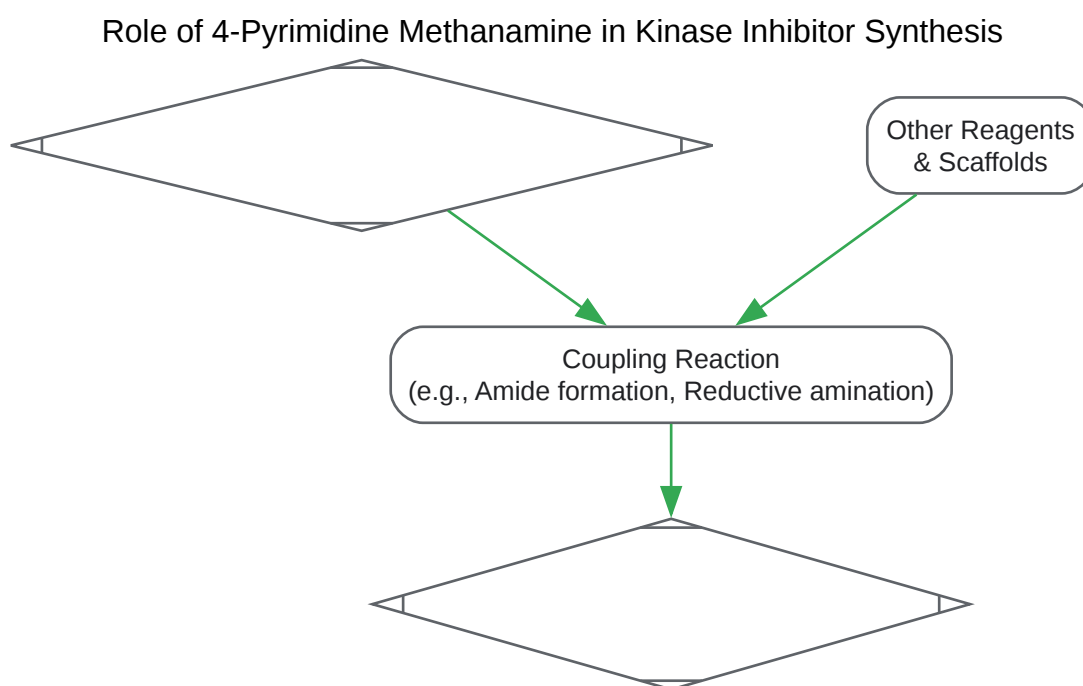 Role of 4-Pyrimidine Methanamine in Kinase Inhibitor Synthesis
Other Reagents
& Scaffolds
Coupling Reaction
(e.g., Amide formation, Reductive amination)